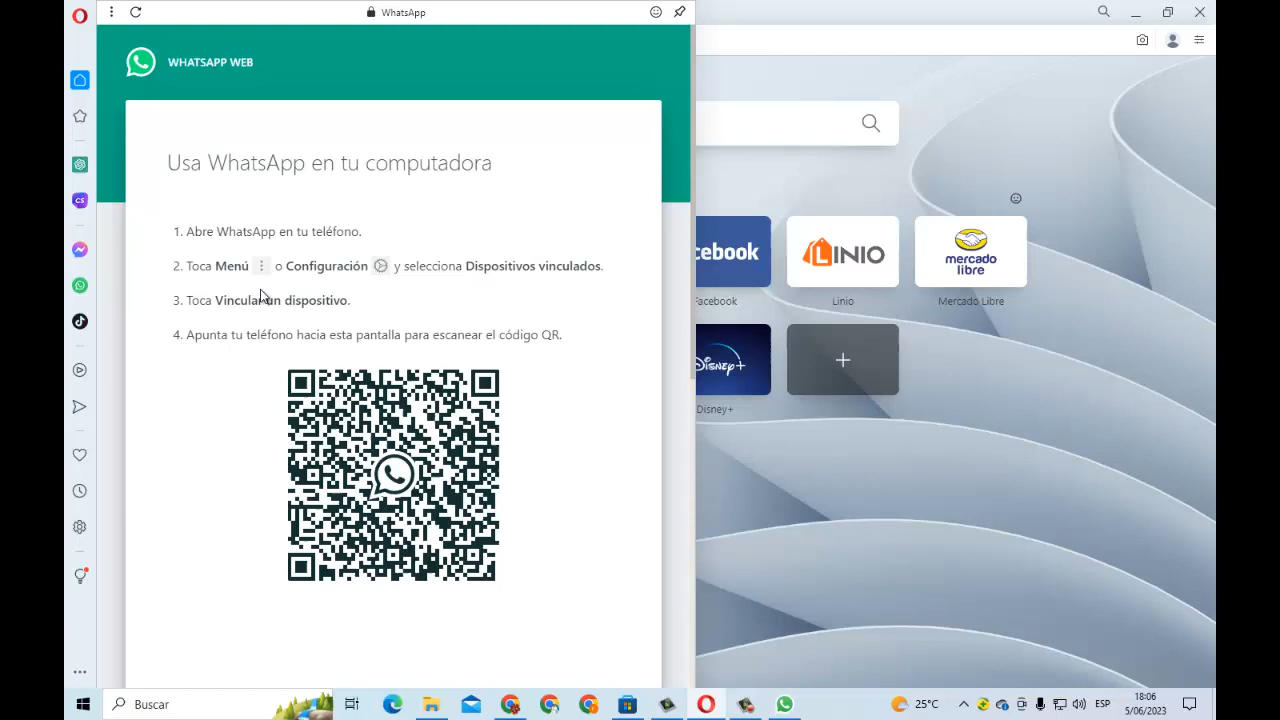 WhatsApp
WHATSAPP WEB
Usa WhatsApp en tu computadora
1. Abre WhatsApp en tu teléfono.
2. Toca Menú o Configuración y selecciona Dispositivos vinculados.
3. Toca Vincular un dispositivo.
4. Apunta tu teléfono hacia esta pantalla para escanear el código QR.
cebook
LINIO
mercado
libre
Facebook
Linio
Mercado Libre
Disney+
Disney+
CS
Buscar
25°C
ESP
18:06
5/06/2023